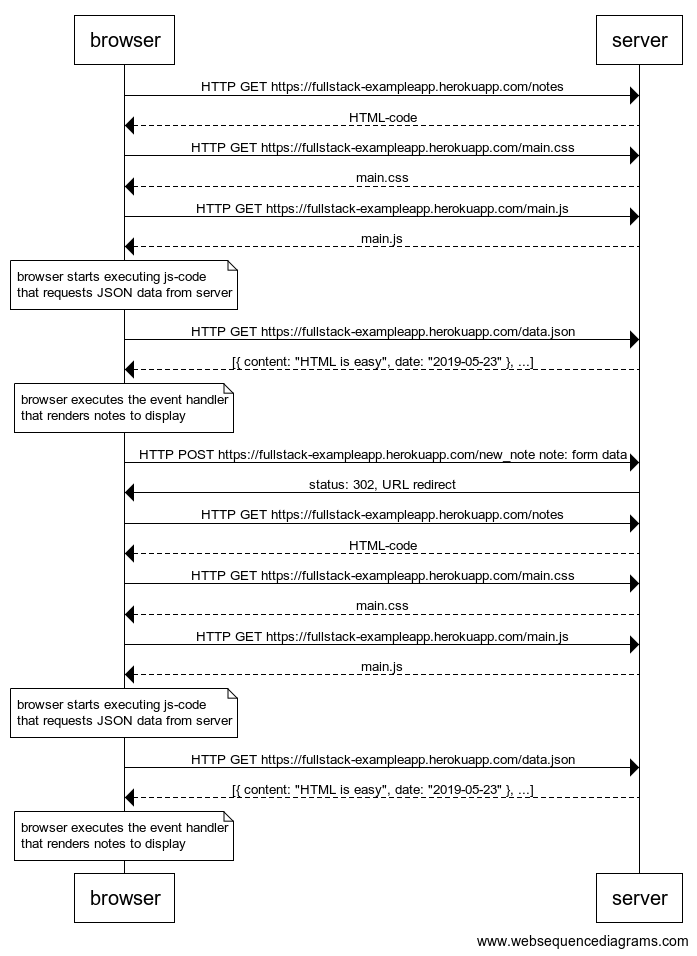 browser
server
HTTP GET https://fullstack-exampleapp.herokuapp.com/notes
HTML-code
HTTP GET https://fullstack-exampleapp.herokuapp.com/main.css
main.css
HTTP GET https://fullstack-exampleapp.herokuapp.com/main.js
main.js
browser starts executing js-code
that requests JSON data from server
HTTP GET https://fullstack-exampleapp.herokuapp.com/data.json
[{ content: "HTML is easy", date: "2019-05-23" }, ...]
browser executes the event handler
that renders notes to display
HTTP POST https://fullstack-exampleapp.herokuapp.com/new_note note: form data
status: 302, URL redirect
HTTP GET https://fullstack-exampleapp.herokuapp.com/notes
HTML-code
HTTP GET https://fullstack-exampleapp.herokuapp.com/main.css
main.css
HTTP GET https://fullstack-exampleapp.herokuapp.com/main.js
main.js
browser starts executing js-code
that requests JSON data from server
HTTP GET https://fullstack-exampleapp.herokuapp.com/data.json
[{ content: "HTML is easy", date: "2019-05-23" }, ...]
browser executes the event handler
that renders notes to display
browser
server
www.websequencediagrams.com